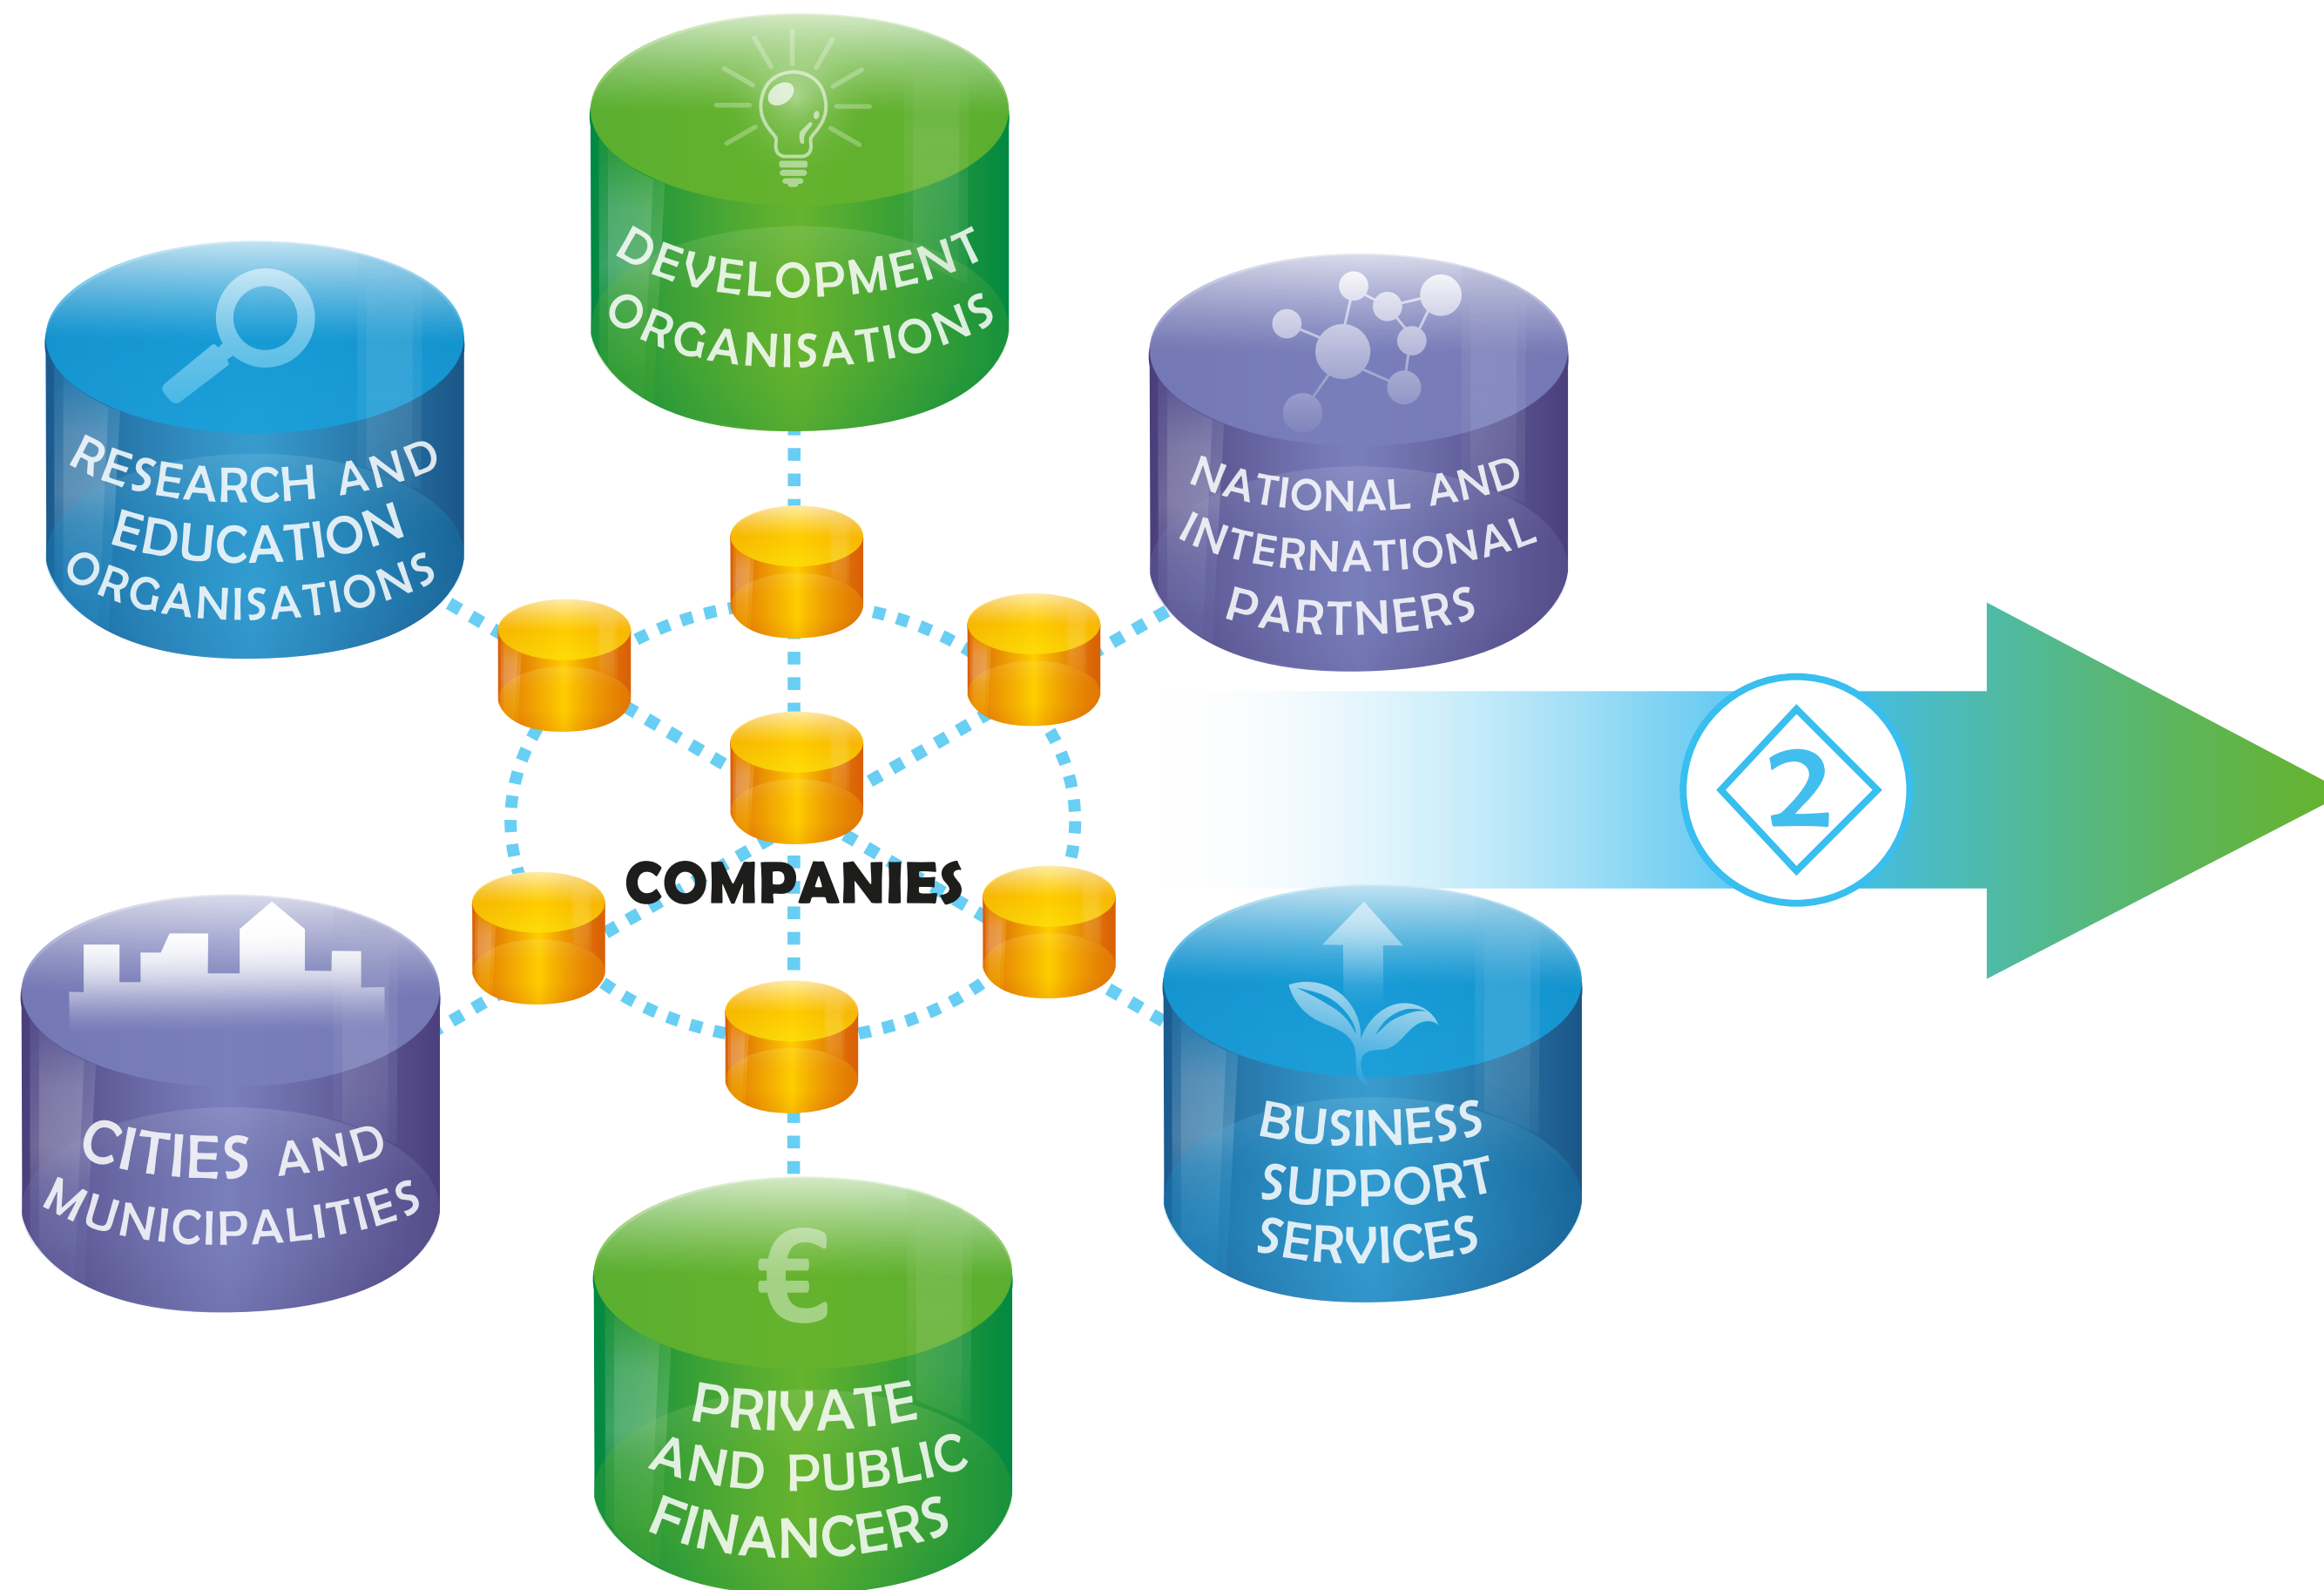 DEVELOPMENT
ORGANISATIONS
RESEARCH AND
EDUCATION
ORGANISATIONS
NATIONAL AND
INTERNATIONAL
PARTNERS
2
COMPANIES
CITIES AND
MUNICIPALITIES
BUSINESS
SUPPORT
SERVICES
€
PRIVATE
AND PUBLIC
FINANCERS